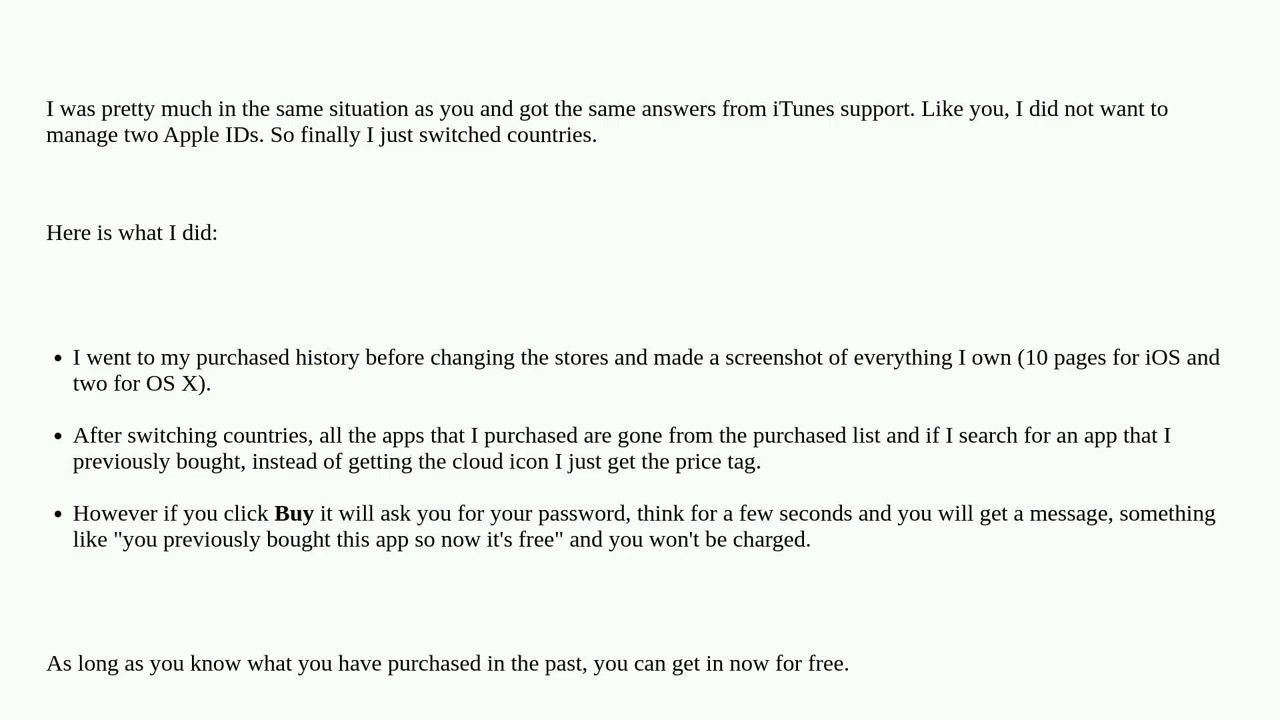 I was pretty much in the same situation as you and got the same answers from iTunes support. Like you, I did not want to
manage two Apple IDs. So finally I just switched countries.
Here is what I did:
• I went to my purchased history before changing the stores and made a screenshot of everything I own (10 pages for iOS and
two for OS X).
• After switching countries, all the apps that I purchased are gone from the purchased list and if I search for an app that I
previously bought, instead of getting the cloud icon I just get the price tag.
• However if you click Buy it will ask you for your password, think for a few seconds and you will get a message, something
like "you previously bought this app so now it's free" and you won't be charged.
As long as you know what you have purchased in the past, you can get in now for free.